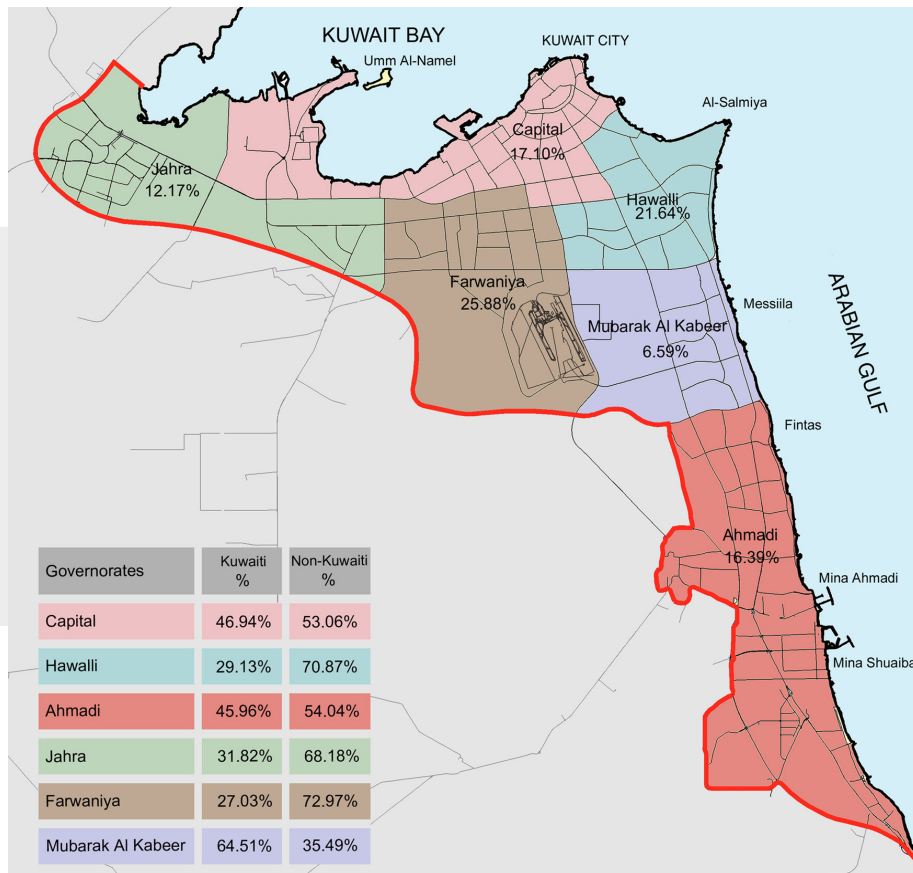 KUWAIT BAY
Umm Al-Namel
KUWAIT CITY
Al-Salmiya
Capital
17.10%
Jahra
12.17%
Hawalli
21.64%
Farwaniya
25.88%
Messiila
Mubarak Al Kabeer
6.59%
ARABIAN GULF
Fintas
Ahmadi
16.39%
Mina Ahmadi
Mina Shuaiba
Governorates Kuwaiti % Non-Kuwaiti %
Capital 46.94% 53.06%
Hawalli 29.13% 70.87%
Ahmadi 45.96% 54.04%
Jahra 31.82% 68.18%
Farwaniya 27.03% 72.97%
Mubarak Al Kabeer 64.51% 35.49%